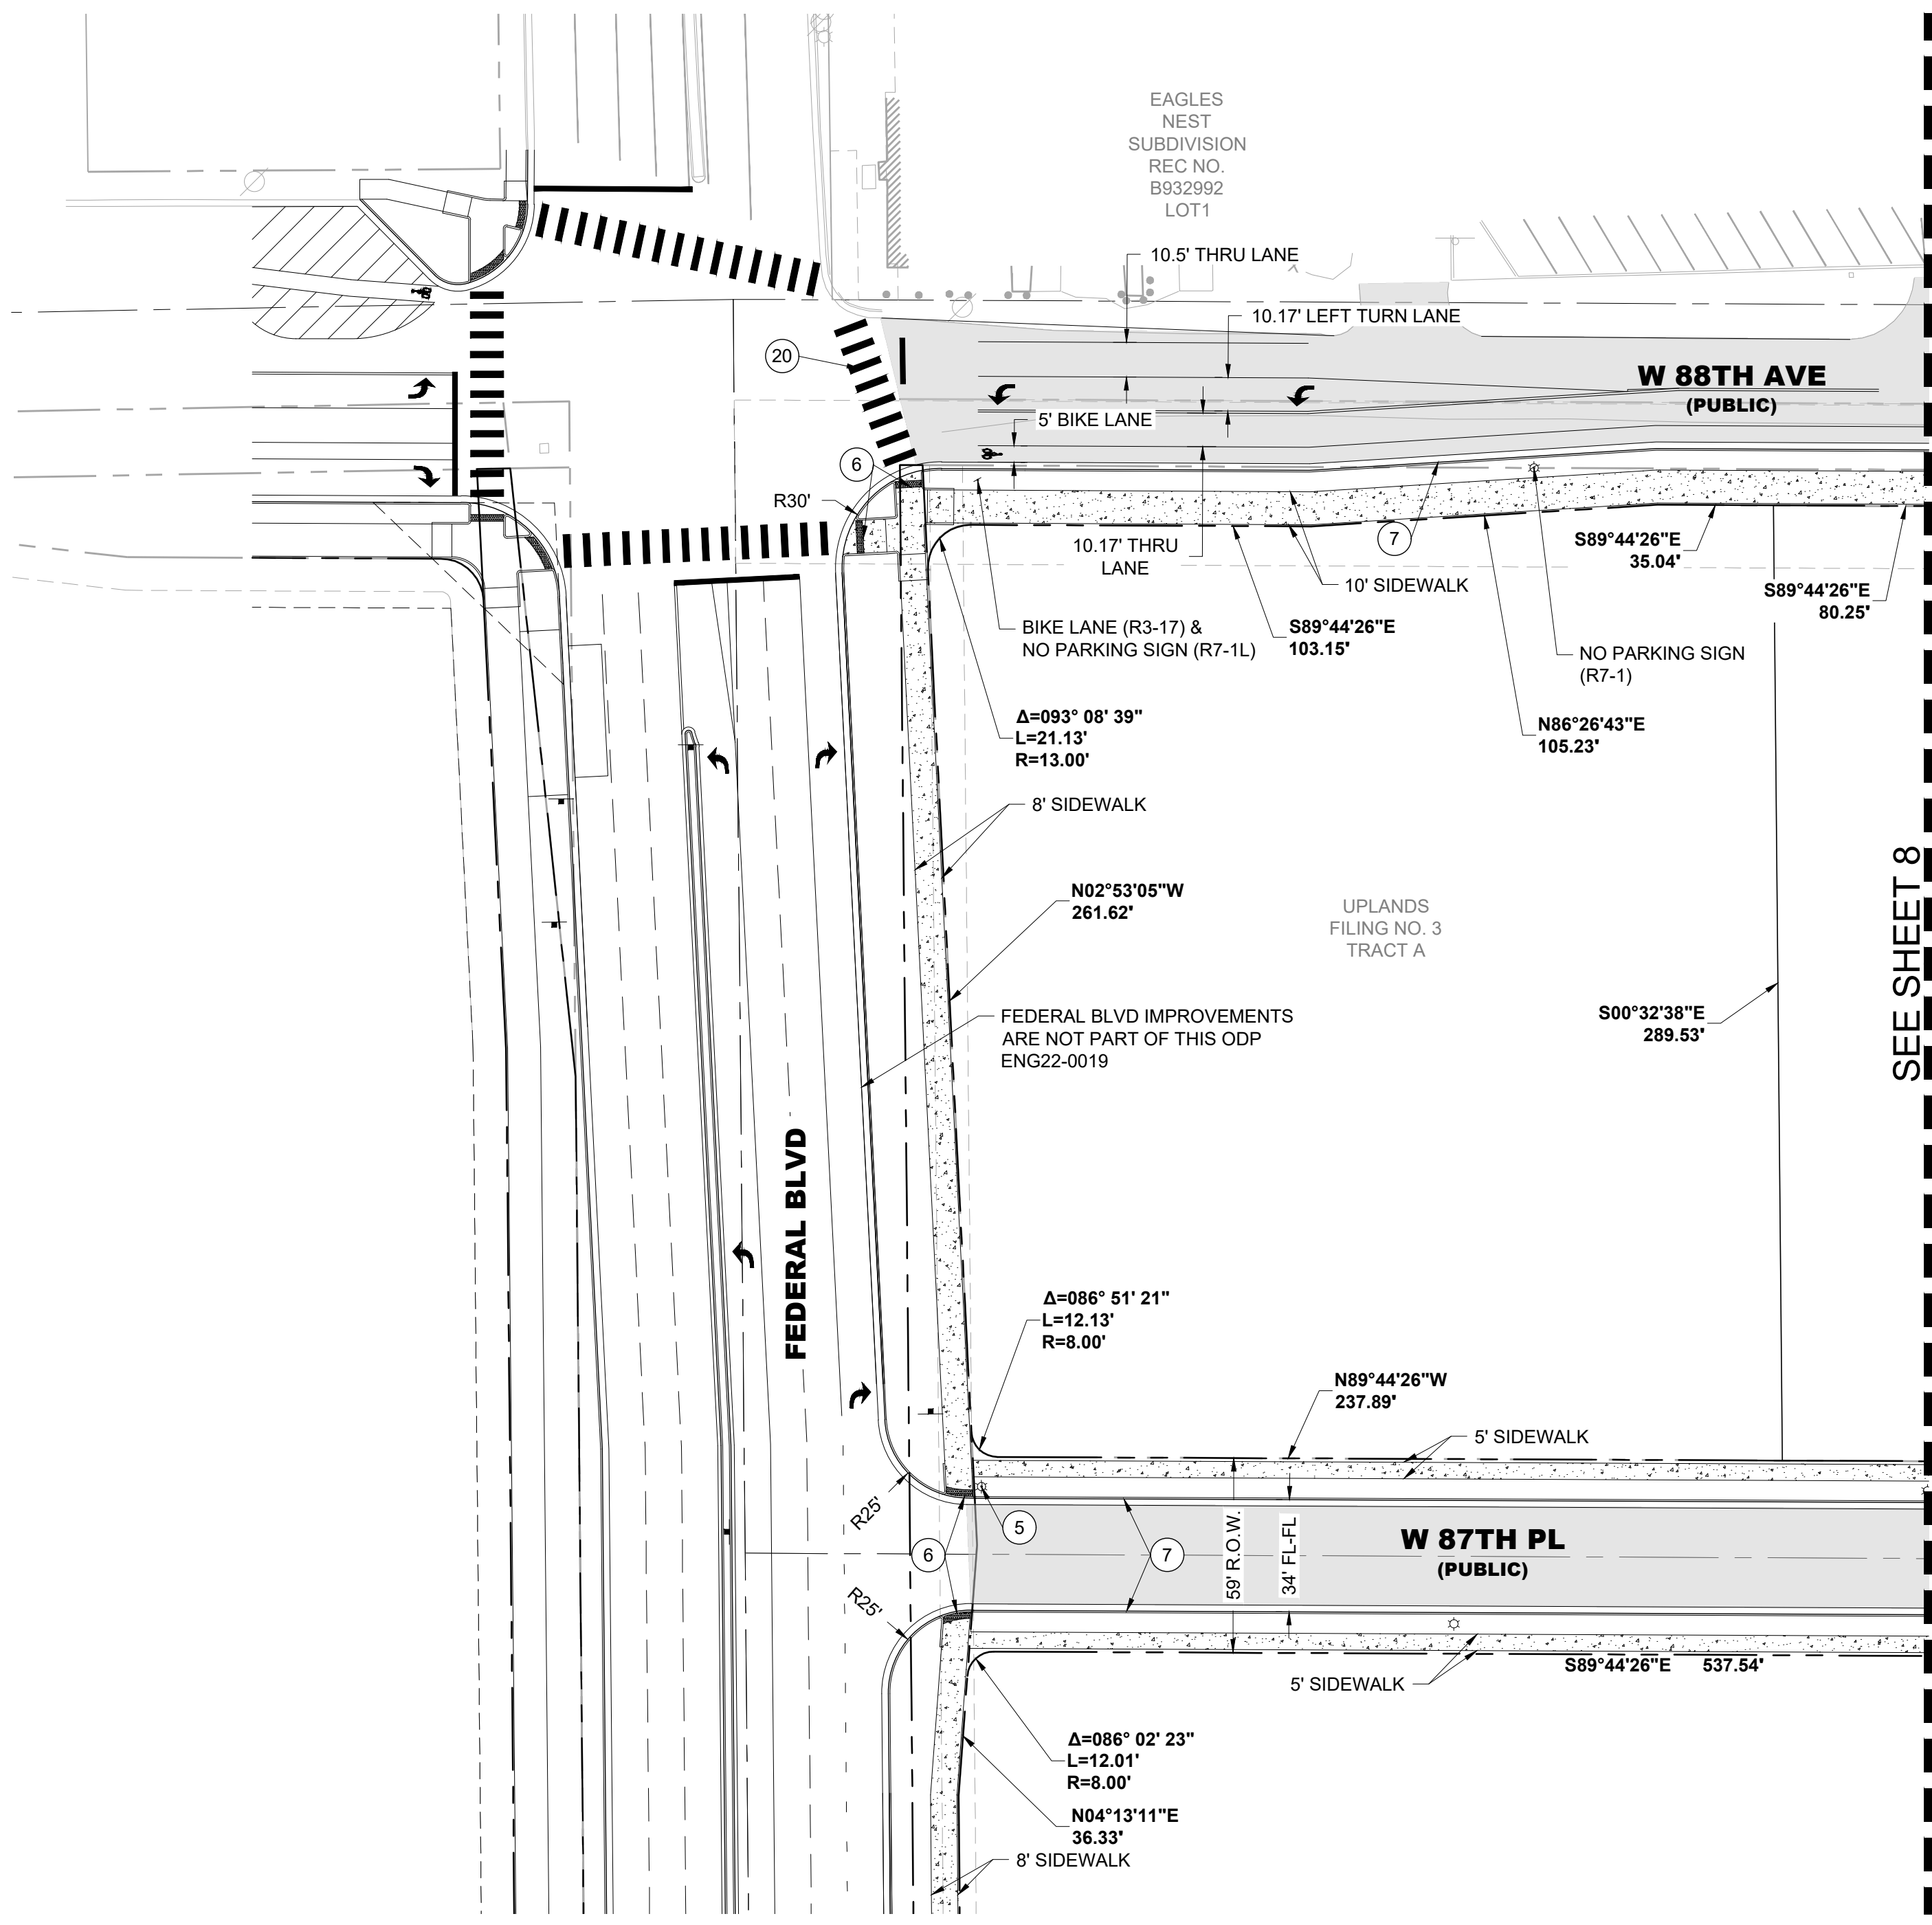 EAGLES
NEST
SUBDIVISION
REC NO.
B932992
LOT1
10.5' THRU LANE
10.17' LEFT TURN LANE
20
W 88TH AVE
(PUBLIC)
5' BIKE LANE
6
R30'
10.17' THRU
LANE
7
S89°44'26"E
35.04'
10' SIDEWALK
S89°44'26"E
80.25'
BIKE LANE (R3-17) &
NO PARKING SIGN (R7-1L)
S89°44'26"E
103.15'
NO PARKING SIGN
(R7-1)
Δ=093° 08' 39"
L=21.13'
R=13.00'
N86°26'43"E
105.23'
8' SIDEWALK
N02°53'05"W
261.62'
UPLANDS
FILING NO. 3
TRACT A
SEE SHEET 8
FEDERAL BLVD IMPROVEMENTS
ARE NOT PART OF THIS ODP
ENG22-0019
S00°32'38"E
289.53'
FEDERAL BLVD
Δ=086° 51' 21"
L=12.13'
R=8.00'
N89°44'26"W
237.89'
5' SIDEWALK
R25'
5
6
7
59' R.O.W.
34' FL-FL
W 87TH PL
(PUBLIC)
R25'
S89°44'26"E 537.54'
5' SIDEWALK
Δ=086° 02' 23"
L=12.01'
R=8.00'
N04°13'11"E
36.33'
8' SIDEWALK